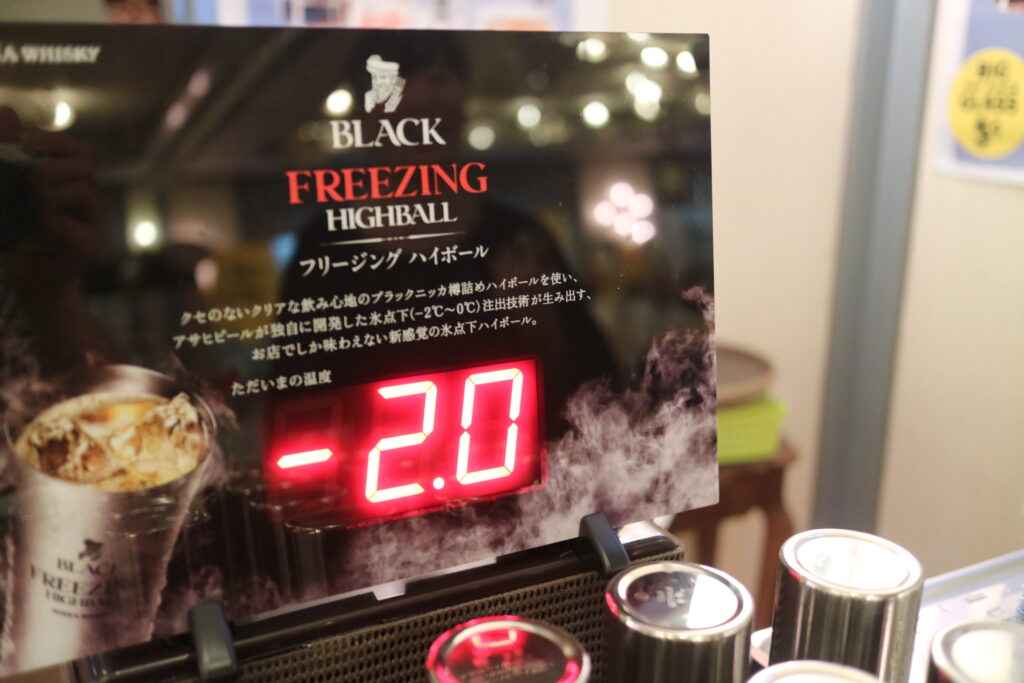 A WHISKY
BLACK
FREEZING
HIGHBALL
フリージング ハイボール
クセのないクリアな飲み心地のブラックニッカ樽詰めハイボールを使い、
アサヒビールが独自に開発した氷点下(-2℃〜0℃)注出技術が生み出す、
お店でしか味わえない新感覚の氷点下ハイボール。
ただいまの温度
-2.0
BLACK
FREEZING
HIGHBALL
BIG
GLASS